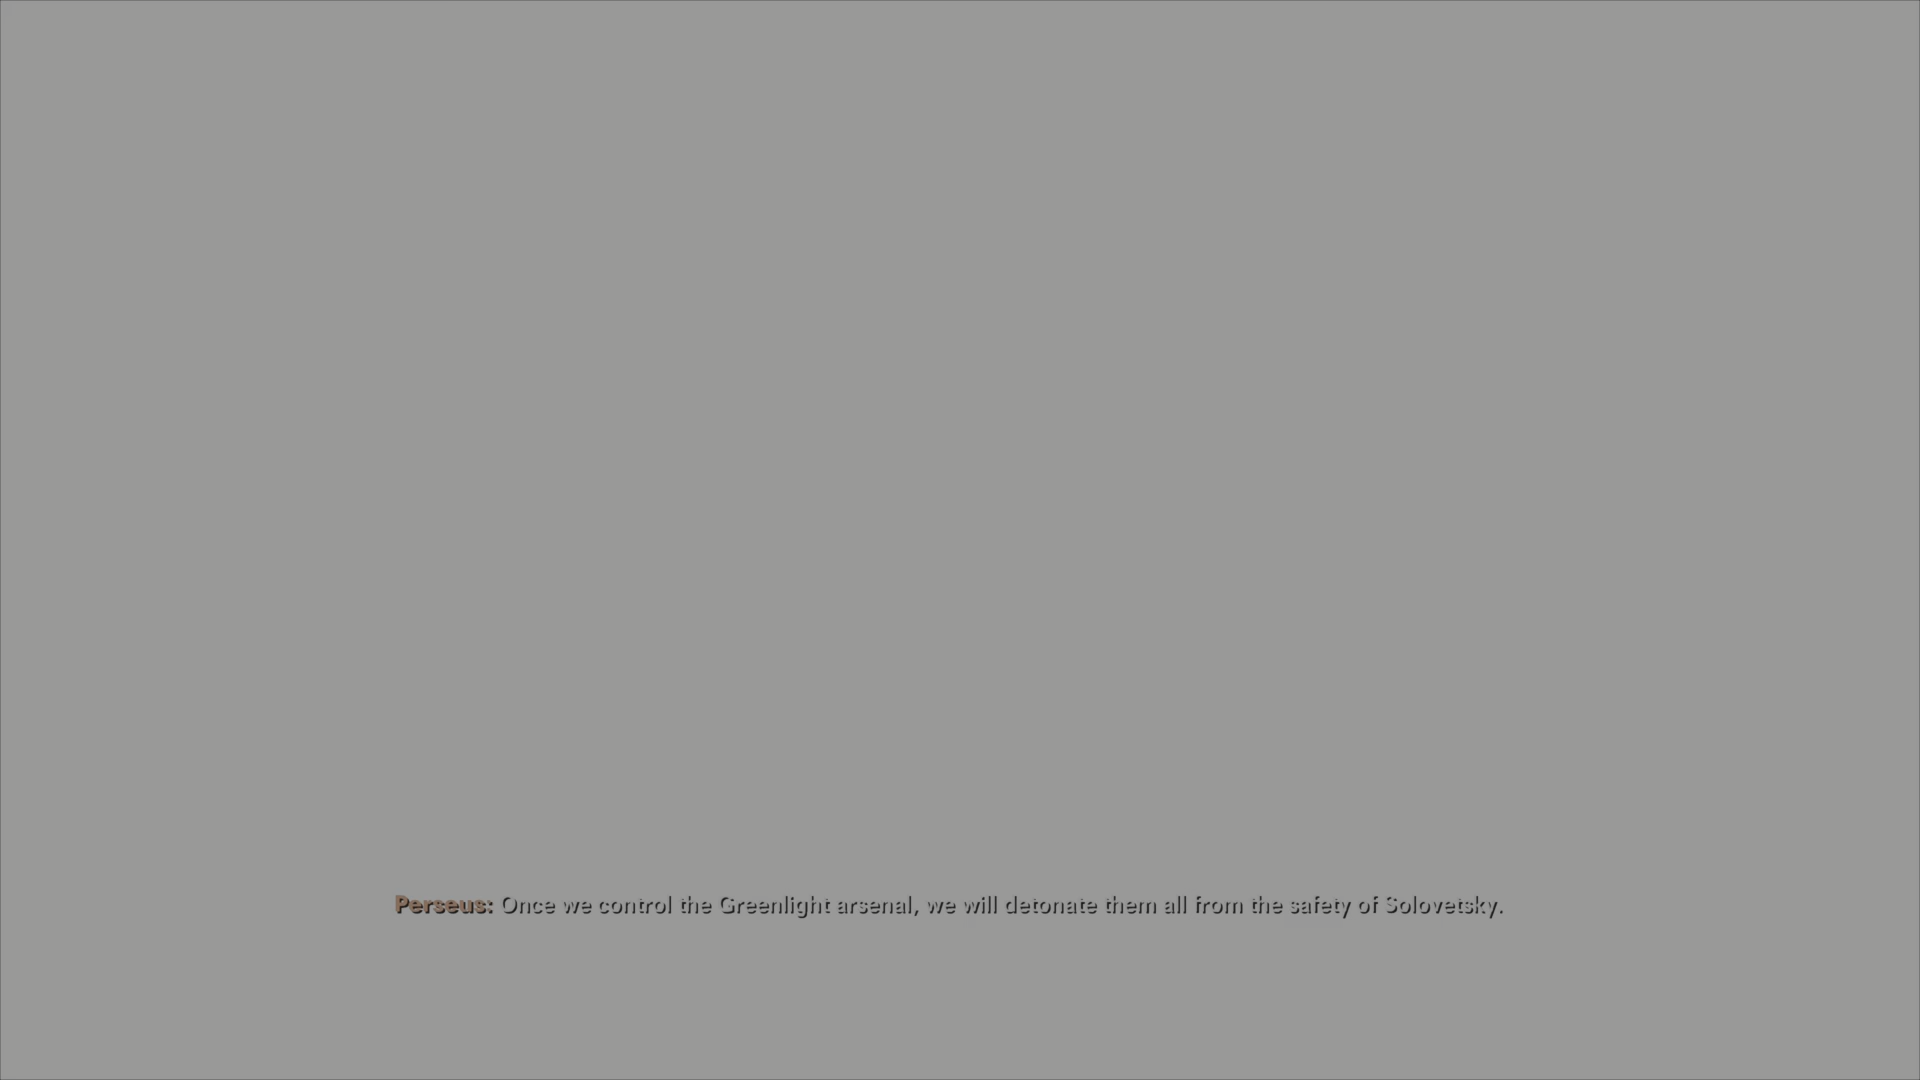 Perseus: Once we control the Greenlight arsenal, we will detonate them all from the safety of Solovetsky.